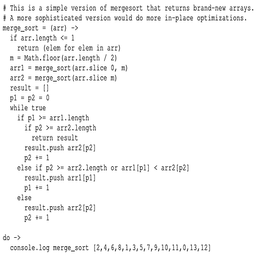 # This is a simple version of mergesort that returns brand-new arrays.
# A more sophisticated version would do more in-place optimizations.
merge_sort = (arr) ->
  if arr.length <= 1
    return (elem for elem in arr)
  m = Math.floor(arr.length / 2)
  arr1 = merge_sort(arr.slice 0, m)
  arr2 = merge_sort(arr.slice m)
  result = []
  p1 = p2 = 0
  while true
    if p1 >= arr1.length
      if p2 >= arr2.length
        return result
      result.push arr2[p2]
      p2 += 1
    else if p2 >= arr2.length or arr1[p1] < arr2[p2]
      result.push arr1[p1]
      p1 += 1
    else
      result.push arr2[p2]
      p2 += 1
do ->
  console.log merge_sort [2,4,6,8,1,3,5,7,9,10,11,0,13,12]